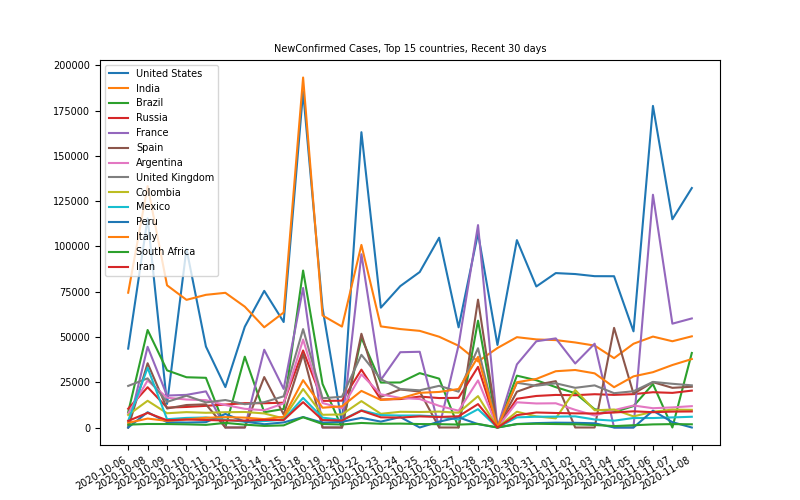 NewConfirmed Cases, Top 15 countries, Recent 30 days
200000
175000
150000
125000
100000
75000
50000
25000
0
United States
India
Brazil
Russia
France
Spain
Argentina
United Kingdom
Colombia
Mexico
Peru
Italy
South Africa
Iran
2020-10-06
2020-10-08
2020-10-09
2020-10-10
2020-10-11
2020-10-12
2020-10-13
2020-10-14
2020-10-15
2020-10-18
2020-10-19
2020-10-20
2020-10-22
2020-10-23
2020-10-24
2020-10-25
2020-10-26
2020-10-27
2020-10-28
2020-10-29
2020-10-30
2020-10-31
2020-11-01
2020-11-02
2020-11-03
2020-11-04
2020-11-05
2020-11-06
2020-11-07
2020-11-08